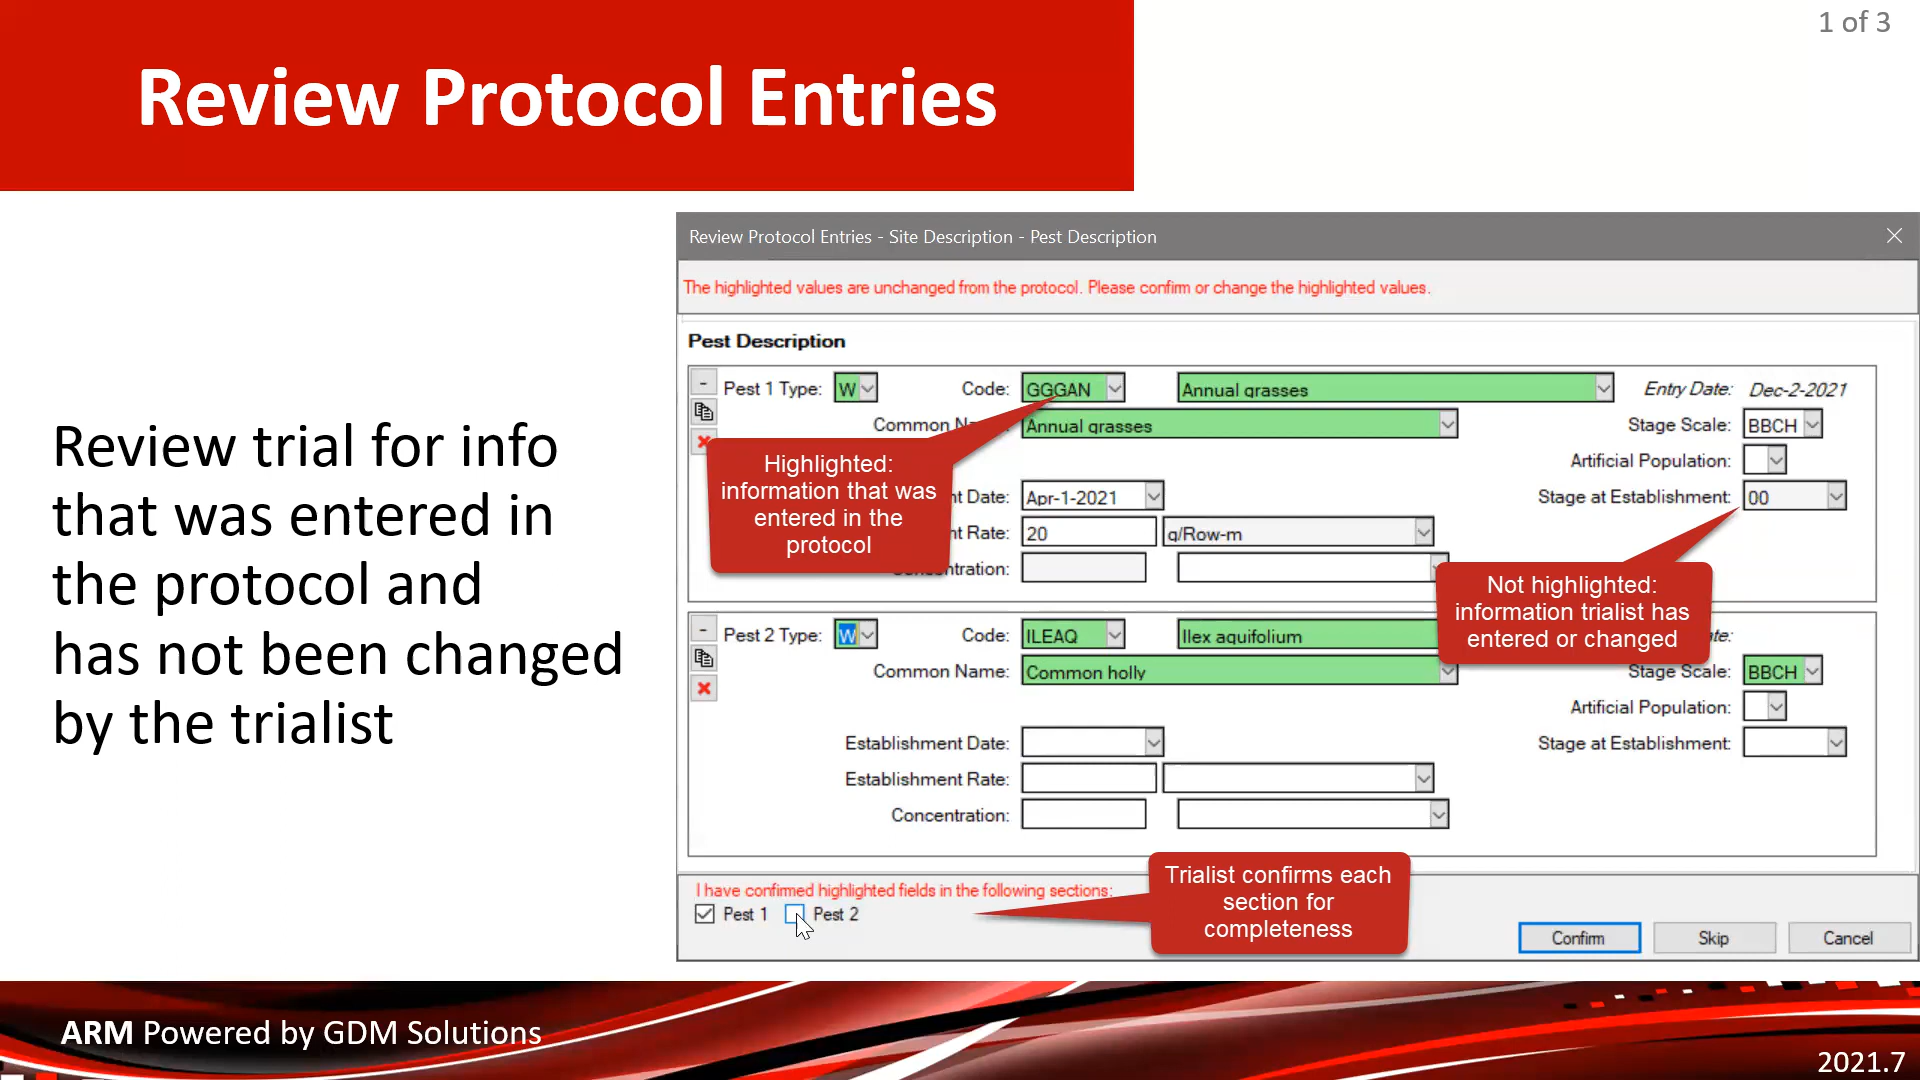 1 of 3
Review Protocol Entries
Review trial for info
that was entered in
the protocol and
has not been changed
by the trialist
Review Protocol Entries - Site Description - Pest Description
The highlighted values are unchanged from the protocol. Please confirm or change the highlighted values.
Pest Description
Pest 1 Type: W Code: GGGAN Annual grasses Entry Date: Dec-2-2021
Common N Annual grasses Stage Scale: BBCH
Artificial Population:
nt Date: Apr-1-2021 Stage at Establishment: 00
nt Rate: 20 g/Row-m
ntration:
Highlighted:
information that was
entered in the
protocol
Not highlighted:
information trialist has
entered or changed
Pest 2 Type: W Code: ILEAQ Ilex aquifolium ate:
Common Name: Common holly Stage Scale: BBCH
Artificial Population:
Establishment Date: Stage at Establishment:
Establishment Rate:
Concentration:
I have confirmed highlighted fields in the following sections:
Pest 1 Pest 2
Trialist confirms each
section for
completeness
Confirm Skip Cancel
ARM Powered by GDM Solutions
2021.7